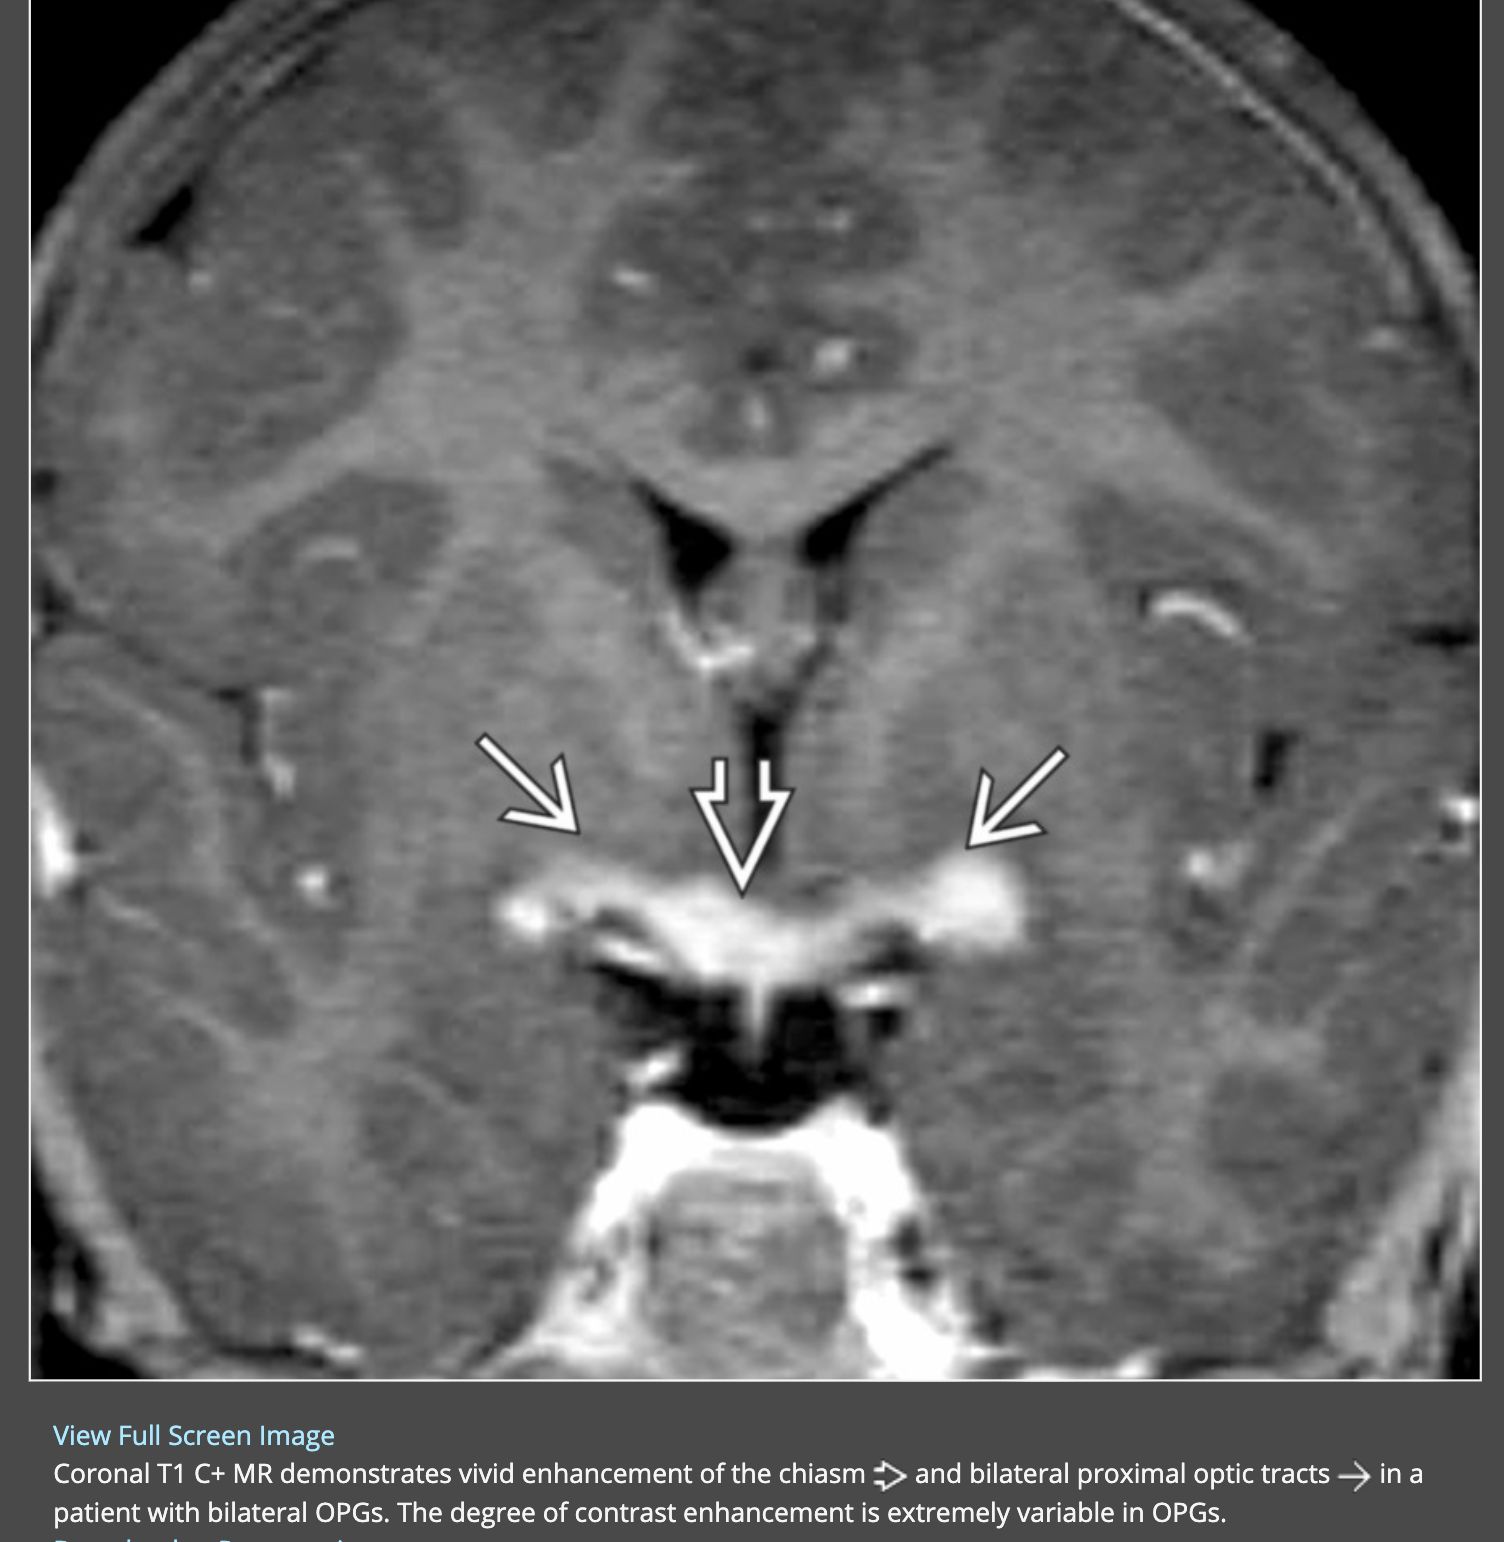 View Full Screen Image
Coronal T1 C+ MR demonstrates vivid enhancement of the chiasm and bilateral proximal optic tracts in a
patient with bilateral OPGs. The degree of contrast enhancement is extremely variable in OPGs.